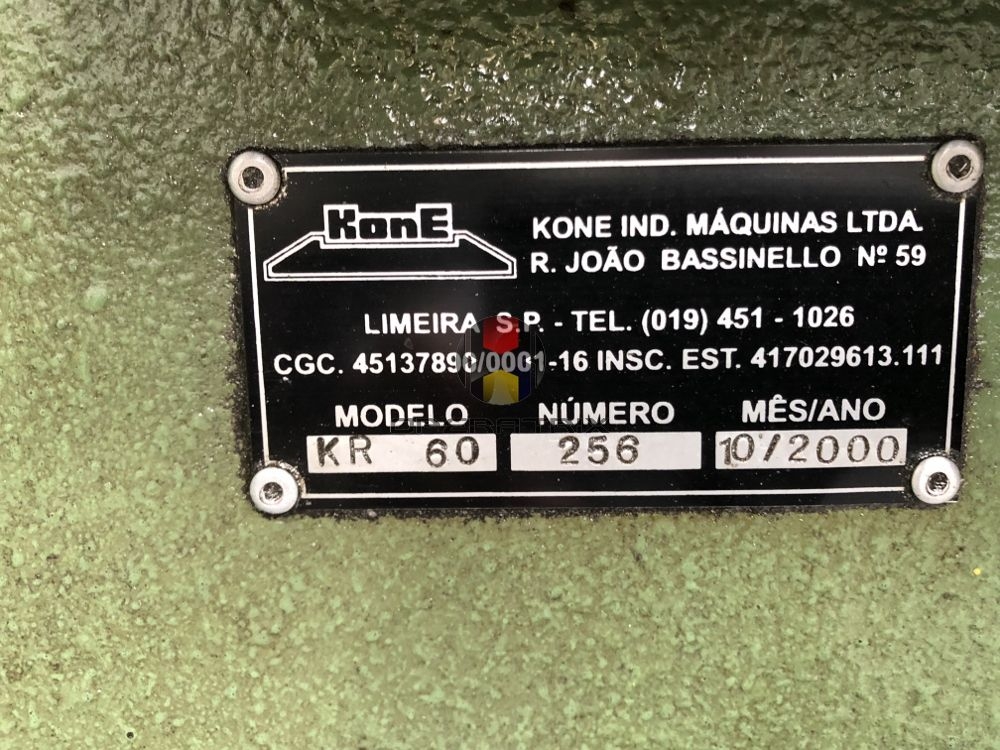 KonE
KONE IND. MÁQUINAS LTDA.
R. JOÃO BASSINELLO Nº 59
LIMEIRA S.P. - TEL. (019) 451 - 1026
CGC. 45137890/0001-16 INSC. EST. 417029613.111
MODELO NÚMERO MÊS/ANO
KR 60 256 10/2000